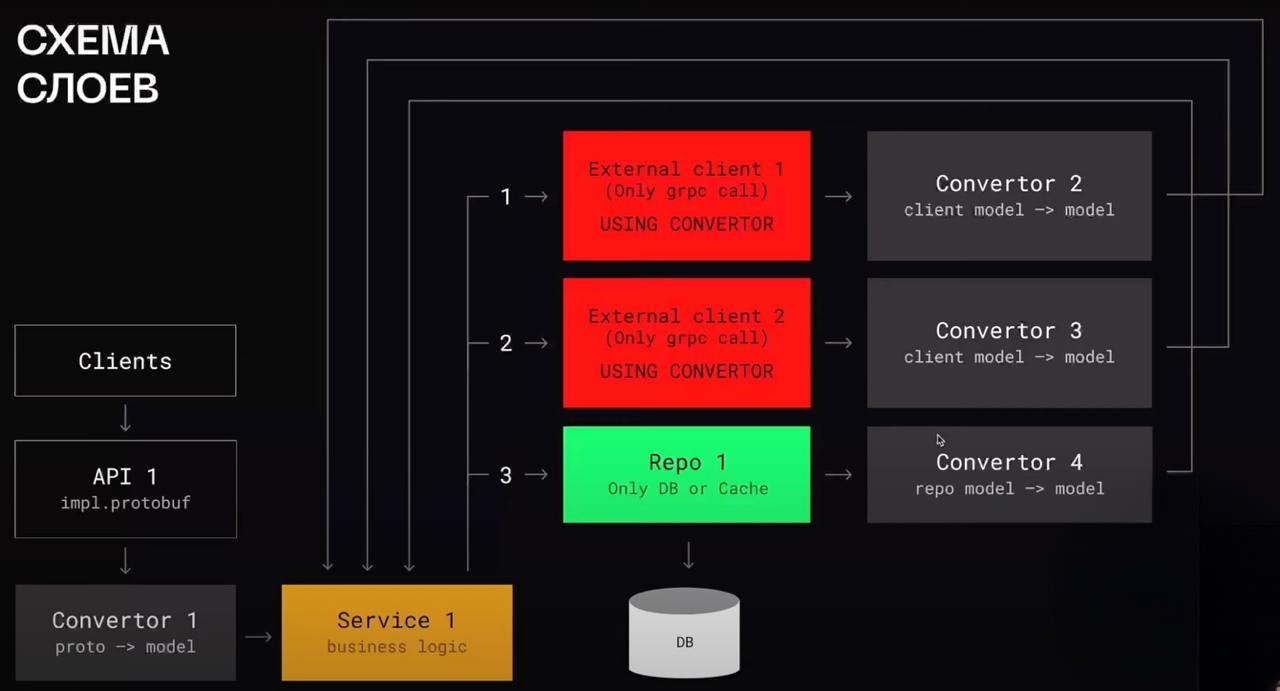 СХЕМА
СЛОЕВ
1
External client 1
(Only grpc call)
USING CONVERTOR
Convertor 2
client model –> model
2
External client 2
(Only grpc call)
USING CONVERTOR
Convertor 3
client model –> model
Clients
3
Repo 1
Only DB or Cache
Convertor 4
repo model –> model
API 1
impl.protobuf
Convertor 1
proto –> model
Service 1
business logic
DB